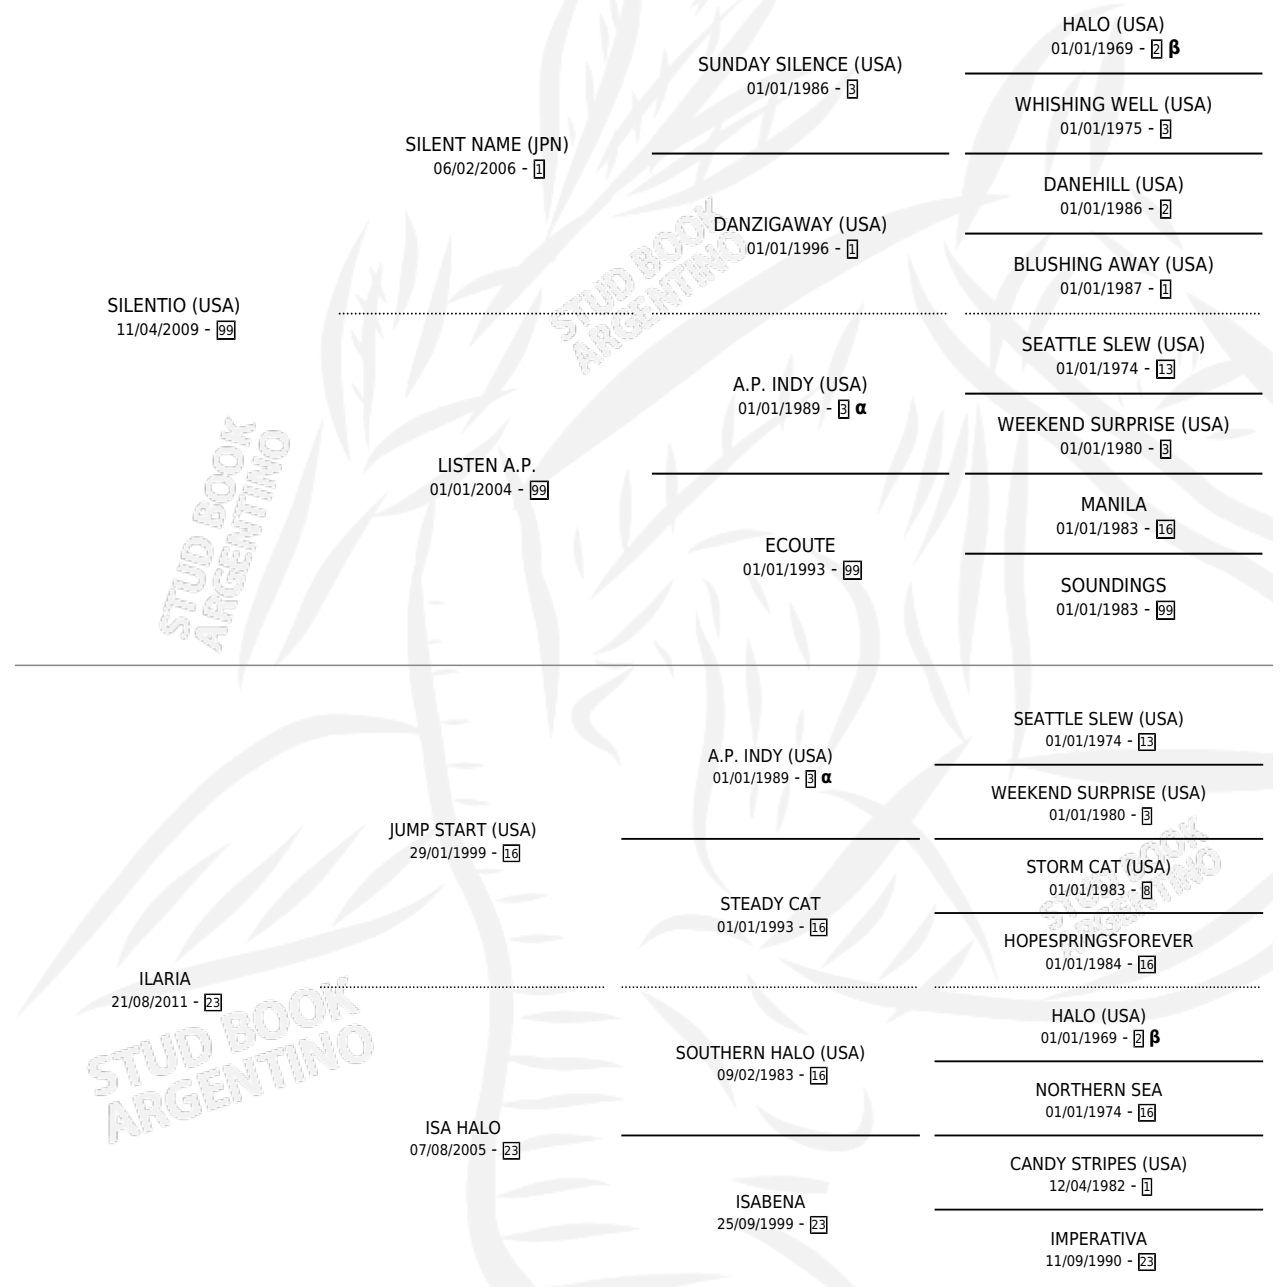 SILENTIO (USA)
11/04/2009 - 99
SILENT NAME (JPN)
06/02/2006 - 1
SUNDAY SILENCE (USA)
01/01/1986 - 3
HALO (USA)
01/01/1969 - 2 β
WHISHING WELL (USA)
01/01/1975 - 3
DANZIGAWAY (USA)
01/01/1996 - 1
DANEHILL (USA)
01/01/1986 - 2
BLUSHING AWAY (USA)
01/01/1987 - 1
LISTEN A.P.
01/01/2004 - 99
A.P. INDY (USA)
01/01/1989 - 3 α
SEATTLE SLEW (USA)
01/01/1974 - 13
WEEKEND SURPRISE (USA)
01/01/1980 - 3
ECOUTE
01/01/1993 - 99
MANILA
01/01/1983 - 16
SOUNDINGS
01/01/1983 - 99
ILARIA
21/08/2011 - 23
JUMP START (USA)
29/01/1999 - 16
A.P. INDY (USA)
01/01/1989 - 3 α
SEATTLE SLEW (USA)
01/01/1974 - 13
WEEKEND SURPRISE (USA)
01/01/1980 - 3
STEADY CAT
01/01/1993 - 16
STORM CAT (USA)
01/01/1983 - 8
HOPESPRINGSFOREVER
01/01/1984 - 16
ISA HALO
07/08/2005 - 23
SOUTHERN HALO (USA)
09/02/1983 - 16
HALO (USA)
01/01/1969 - 2 β
NORTHERN SEA
01/01/1974 - 16
ISABENA
25/09/1999 - 23
CANDY STRIPES (USA)
12/04/1982 - 1
IMPERATIVA
11/09/1990 - 23
STUD BOOK
ARGENTINO
STUD BOOK
ARGENTINO
STUD BOOK
ARGENTINO
STUD BOOK
ARGENTINO